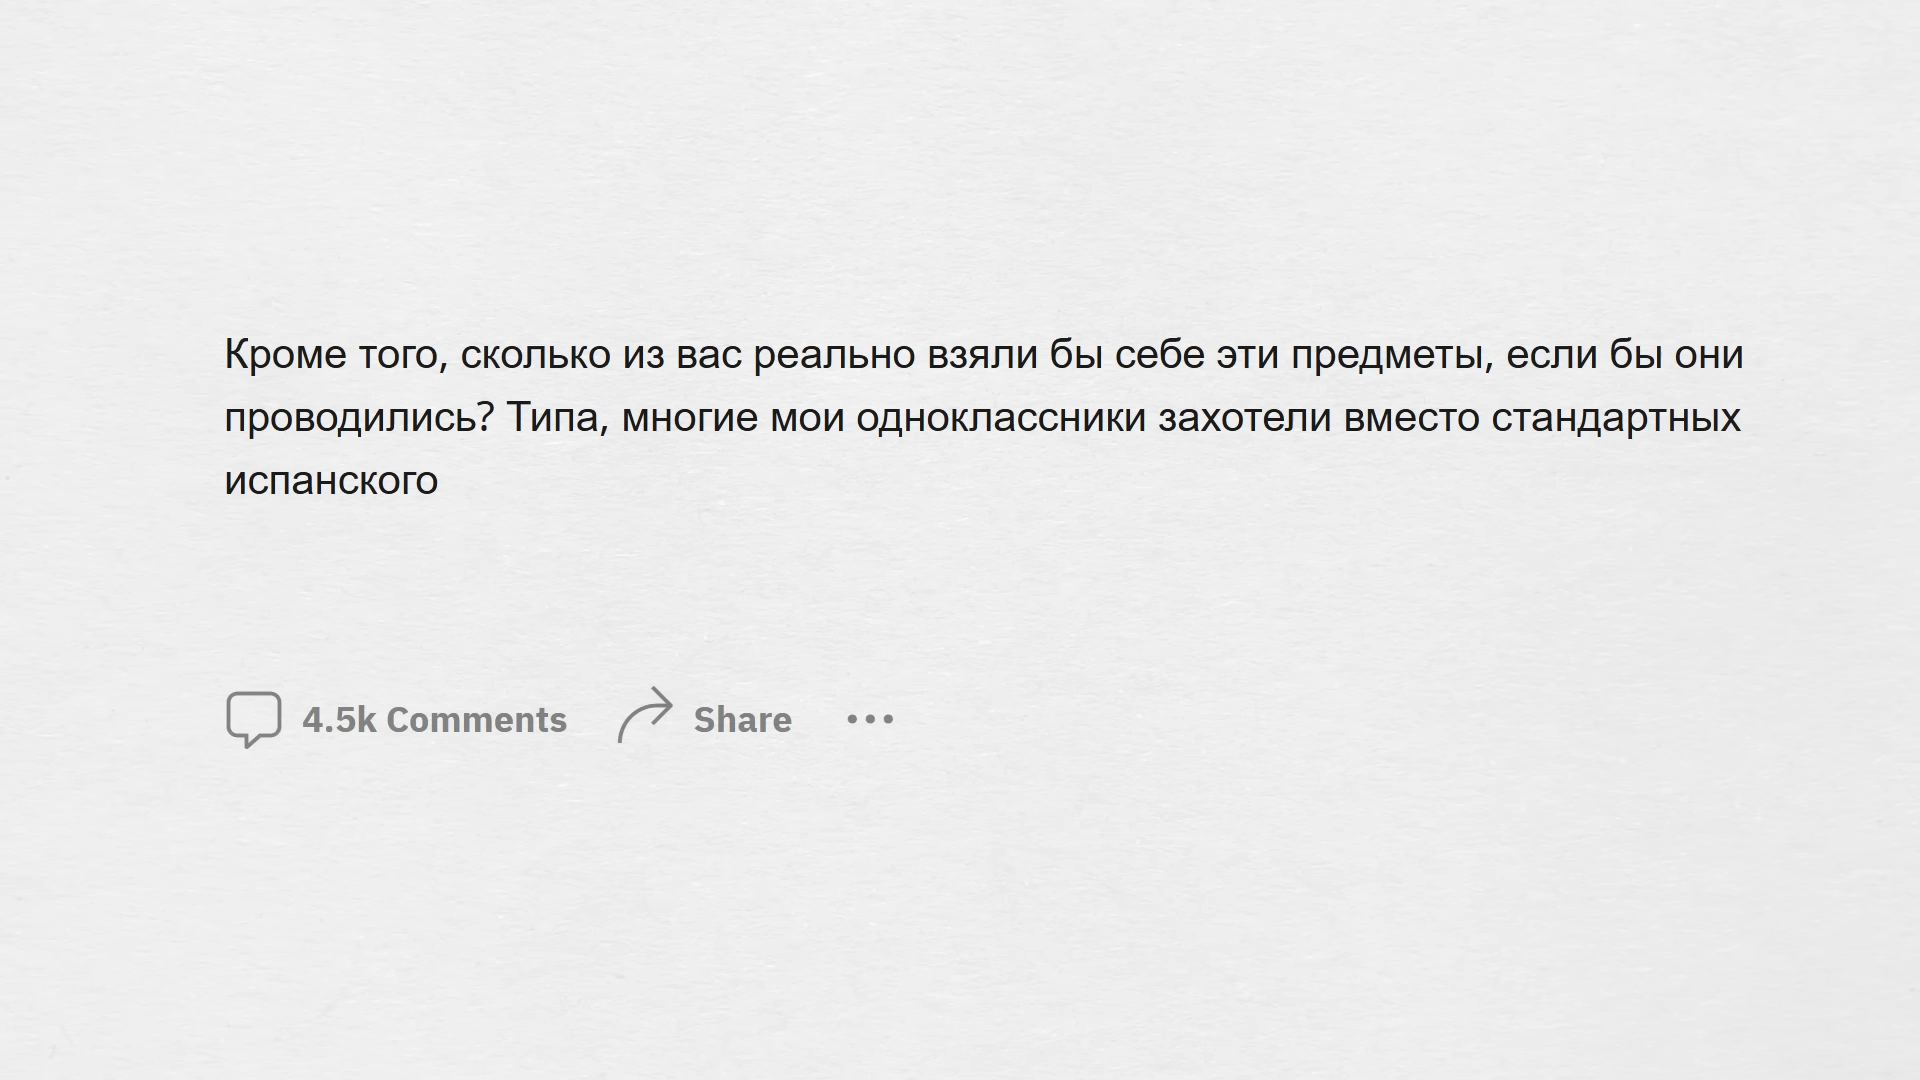 Кроме того, сколько из вас реально взяли бы себе эти предметы, если бы они
проводились? Типа, многие мои одноклассники захотели вместо стандартных
испанского
4.5k Comments Share